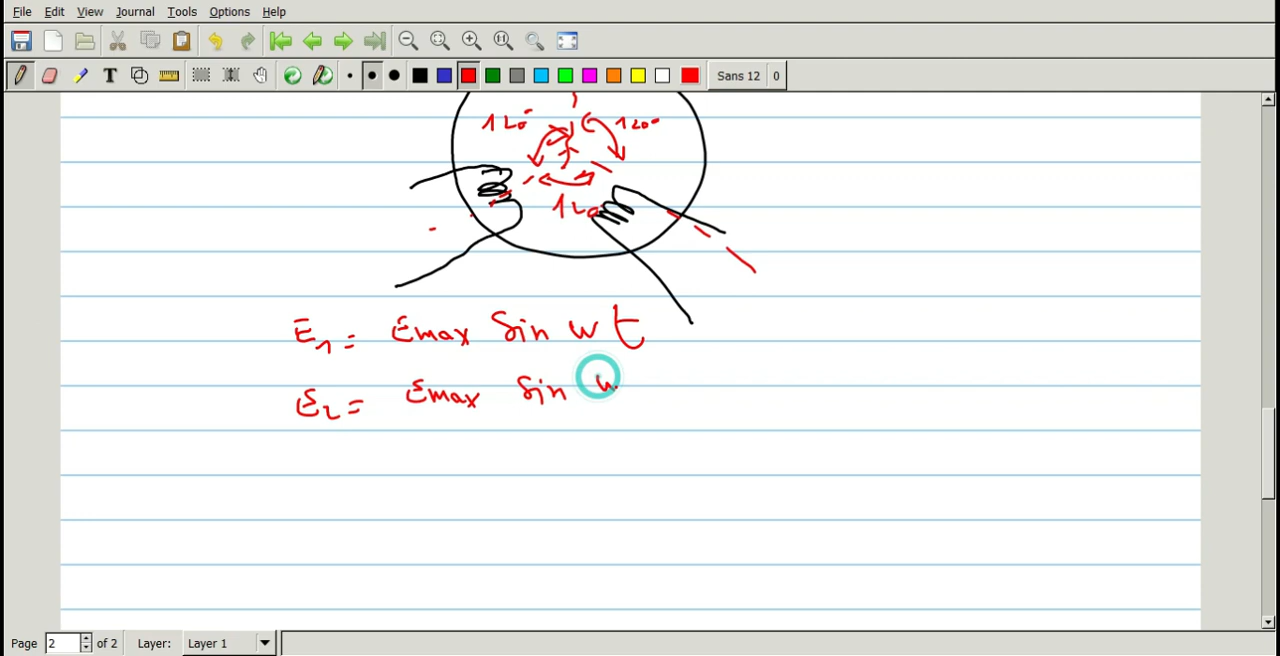 File Edit View Journal Tools Options Help
Sans 12 0
120° 120°
120
E1 = Emax Sin wt
E2 = Emax Sin w
Page 2 of 2 Layer: Layer 1